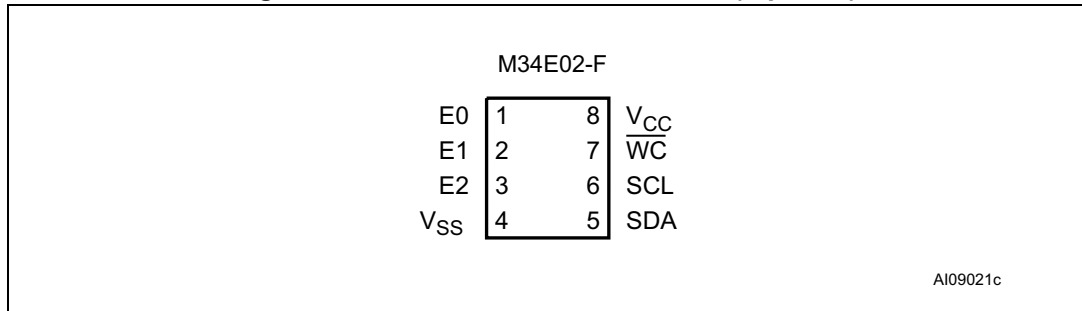 M34E02-F
E0 1 8 VCC
E1 2 7 WC
E2 3 6 SCL
VSS 4 5 SDA
AI09021c